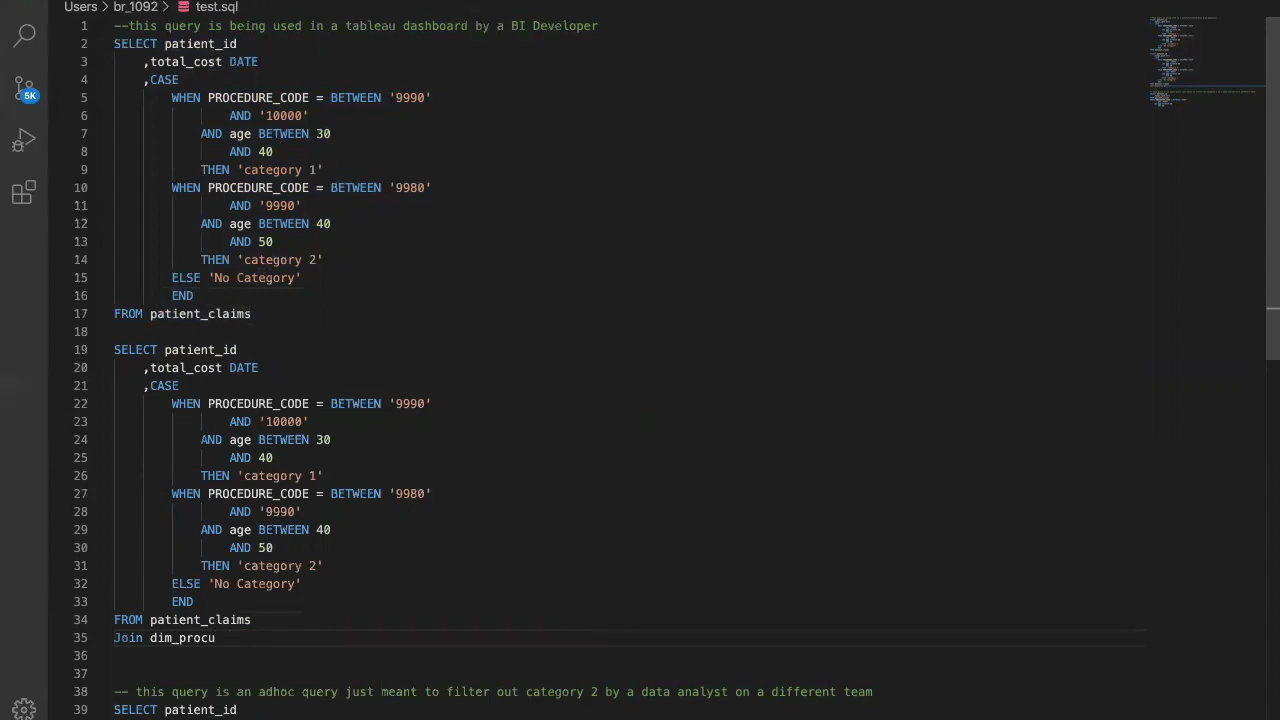 Users > br_1092 > test.sql
5K
1 --this query is being used in a tableau dashboard by a BI Developer
2 SELECT patient_id
3 ,total_cost DATE
4 ,CASE
5 WHEN PROCEDURE_CODE = BETWEEN '9990'
6 AND '10000'
7 AND age BETWEEN 30
8 AND 40
9 THEN 'category 1'
10 WHEN PROCEDURE_CODE = BETWEEN '9980'
11 AND '9990'
12 AND age BETWEEN 40
13 AND 50
14 THEN 'category 2'
15 ELSE 'No Category'
16 END
17 FROM patient_claims
18
19 SELECT patient_id
20 ,total_cost DATE
21 ,CASE
22 WHEN PROCEDURE_CODE = BETWEEN '9990'
23 AND '10000'
24 AND age BETWEEN 30
25 AND 40
26 THEN 'category 1'
27 WHEN PROCEDURE_CODE = BETWEEN '9980'
28 AND '9990'
29 AND age BETWEEN 40
30 AND 50
31 THEN 'category 2'
32 ELSE 'No Category'
33 END
34 FROM patient_claims
35 Join dim_procu
36
37
38 -- this query is an adhoc query just meant to filter out category 2 by a data analyst on a different team
39 SELECT patient_id